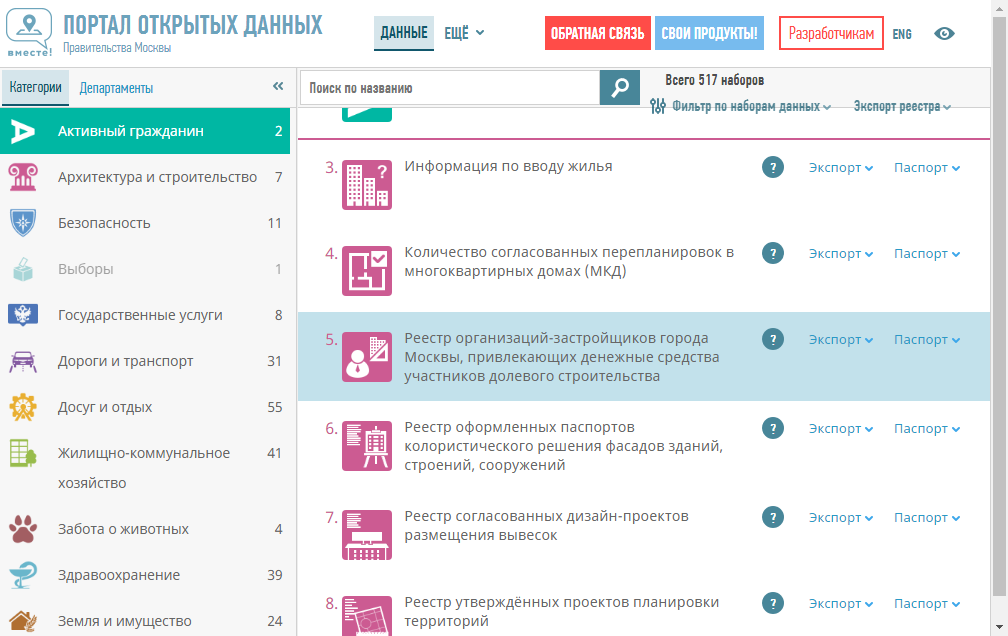 вместе!
ПОРТАЛ ОТКРЫТЫХ ДАННЫХ
Правительства Москвы
ДАННЫЕ
ЕЩЁ
ОБРАТНАЯ СВЯЗЬ
СВОИ ПРОДУКТЫ!
Разработчикам
ENG
Категории
Департаменты
«
Поиск по названию
Всего 517 наборов
Фильтр по наборам данных
Экспорт реестра
Активный гражданин 2
Архитектура и строительство 7
Безопасность 11
Выборы 1
Государственные услуги 8
Дороги и транспорт 31
Досуг и отдых 55
Жилищно-коммунальное 41
хозяйство
Забота о животных 4
Здравоохранение 39
Земля и имущество 24
3. Информация по вводу жилья ? Экспорт Паспорт
4. Количество согласованных перепланировок в ? Экспорт Паспорт
многоквартирных домах (МКД)
5. Реестр организаций-застройщиков города ? Экспорт Паспорт
Москвы, привлекающих денежные средства
участников долевого строительства
6. Реестр оформленных паспортов ? Экспорт Паспорт
колористического решения фасадов зданий,
строений, сооружений
7. Реестр согласованных дизайн-проектов ? Экспорт Паспорт
размещения вывесок
8. Реестр утверждённых проектов планировки ? Экспорт Паспорт
территорий